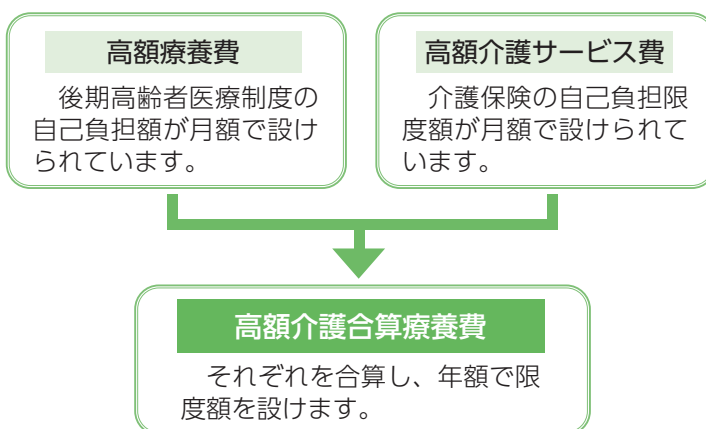 高額療養費
後期高齢者医療制度の
自己負担額が月額で設け
られています。
高額介護サービス費
介護保険の自己負担限
度額が月額で設けられて
います。
高額介護合算療養費
それぞれを合算し、年額で限
度額を設けます。